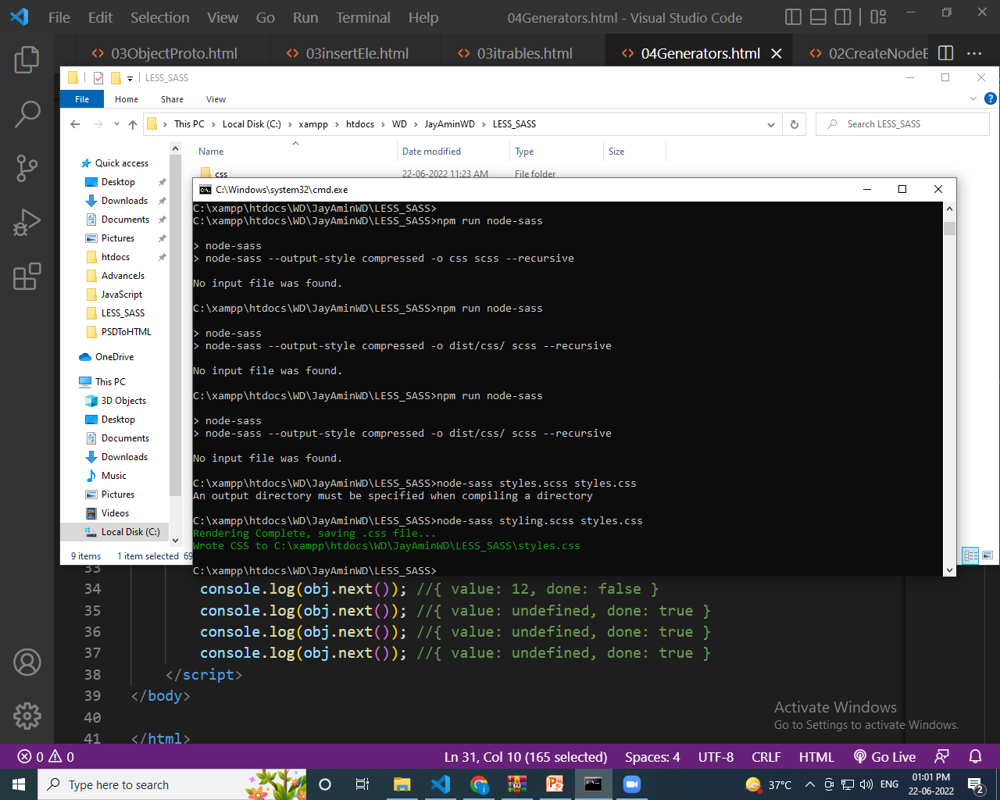 File Edit Selection View Go Run Terminal Help 04Generators.html - Visual Studio Code
03ObjectProto.html 03insertEle.html 03itrables.html 04Generators.html 02CreateNodeE
LESS_SASS
File Home Share View
This PC Local Disk (C:) xampp htdocs WD JayAminWD LESS_SASS Search LESS_SASS
Name Date modified Type Size
css 22-06-2022 11:23 AM File folder
Quick access
Desktop
Downloads
Documents
Pictures
htdocs
AdvanceJs
JavaScript
LESS_SASS
PSDToHTML
OneDrive
This PC
3D Objects
Desktop
Documents
Downloads
Music
Pictures
Videos
Local Disk (C:)
9 items 1 item selected 69
C:\Windows\system32\cmd.exe
C:\xampp\htdocs\WD\JayAminWD\LESS_SASS>
C:\xampp\htdocs\WD\JayAminWD\LESS_SASS>npm run node-sass
> node-sass
> node-sass --output-style compressed -o css scss --recursive
No input file was found.
C:\xampp\htdocs\WD\JayAminWD\LESS_SASS>npm run node-sass
> node-sass
> node-sass --output-style compressed -o dist/css/ scss --recursive
No input file was found.
C:\xampp\htdocs\WD\JayAminWD\LESS_SASS>npm run node-sass
> node-sass
> node-sass --output-style compressed -o dist/css/ scss --recursive
No input file was found.
C:\xampp\htdocs\WD\JayAminWD\LESS_SASS>node-sass styles.scss styles.css
An output directory must be specified when compiling a directory
C:\xampp\htdocs\WD\JayAminWD\LESS_SASS>node-sass styling.scss styles.css
Rendering Complete, saving .css file...
Wrote CSS to C:\xampp\htdocs\WD\JayAminWD\LESS_SASS\styles.css
C:\xampp\htdocs\WD\JayAminWD\LESS_SASS>
33
34 console.log(obj.next()); //{ value: 12, done: false }
35 console.log(obj.next()); //{ value: undefined, done: true }
36 console.log(obj.next()); //{ value: undefined, done: true }
37 console.log(obj.next()); //{ value: undefined, done: true }
38 </script>
39 </body>
40
41 </html>
Activate Windows
Go to Settings to activate Windows.
0 0 Ln 31, Col 10 (165 selected) Spaces: 4 UTF-8 CRLF HTML Go Live
Type here to search 37°C ENG 01:01 PM
22-06-2022 2